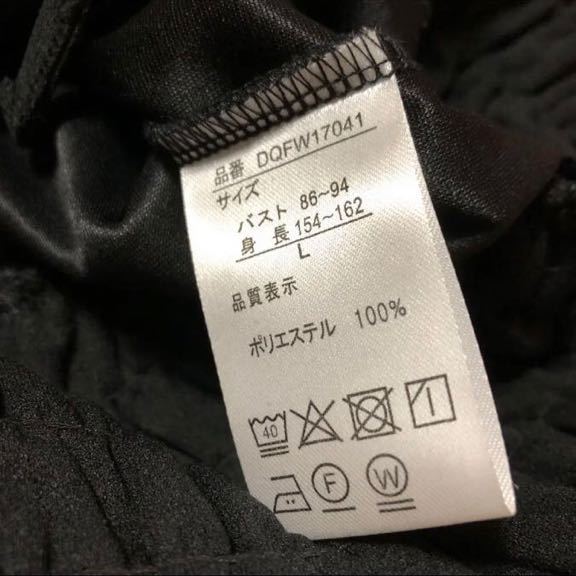 品番 DQFW17041
サイズ
バスト 86~94
身 長 154~162
L
品質表示
ポリエステル 100%
40
F
W